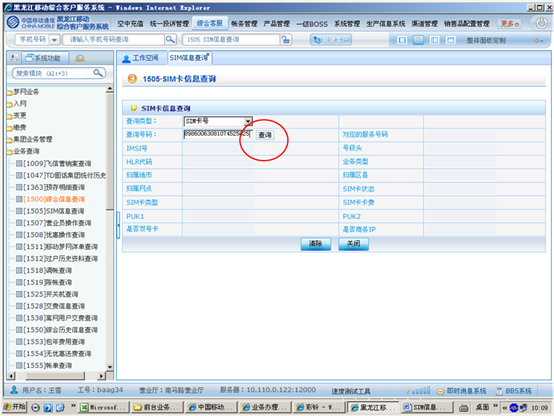 黑龙江移动综合客户服务系统 - Windows Internet Explorer
中国移动通信
CHINA MOBILE
黑龙江移动
综合客户服务系统
空中充值 统一投诉管理 综合客服 帐务管理 产品管理 一级BOSS 系统管理 生产信息系统 渠道管理 销售品配置管理 更多
手机号码 请输入手机号码查询 1505 SIM信息查询 整体面板定制
系统功能
工作空间 SIM信息查询
搜索模块 (Alt+3)
梦网业务
入网
变更
缴费
集团业务管理
业务查询
[1009]飞信营销案查询
[1047]TD固话集团统付历史
[1363]预存明细查询
[1500]综合信息查询
[1505]SIM信息查询
[1507]营业员操作查询
[1508]优惠操作查询
[1511]移动梦网详单查询
[1512]过户历史资料查询
[1518]调帐查询
[1519]陈帐查询
[1525]开关机查询
[1528]交费信息查询
[1538]离网用户交费查询
[1550]综合历史信息查询
[1553]包年费用查询
[1554]无忧赢话费查询
[1555]帐单查询
1505-SIM卡信息查询
SIM卡信息查询
查询类型: SIM卡号
查询号码: 查询 对应的服务号码
IMSI号 号段头
HLR代码 业务类型
归属地市 归属区县
归属网点 SIM卡状态
SIM卡类型 SIM卡卡费
PUK1 PUK2
是否双号卡 是否商务IP
清除 关闭
用户名: 王雪 工号: baag34 营业厅: 南马路营业厅 服务器: 10.110.0.122:12000 速度测试工具 即时消息系统 BBS系统
开始 Microsof... 前台业务... 中国移动... 业务办理... 彩铃 - W... 黑龙江移... SIM信息... 桌面 10:09